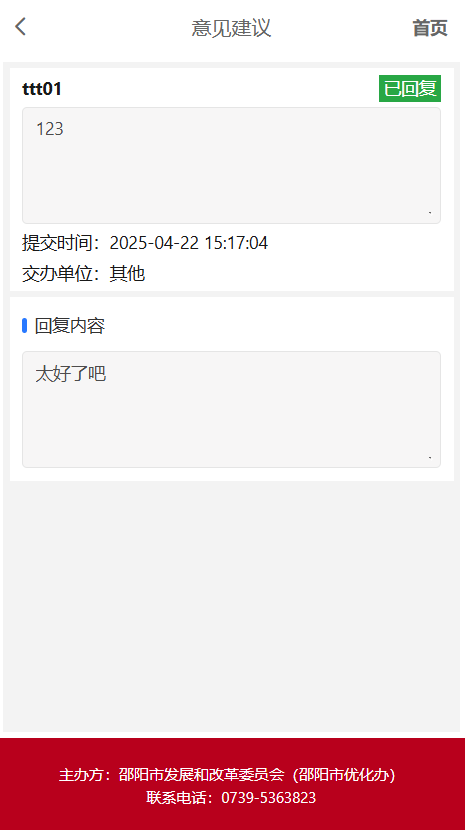 意见建议 首页
ttt01 已回复
123
提交时间：2025-04-22 15:17:04
交办单位：其他
回复内容
太好了吧
主办方：邵阳市发展和改革委员会（邵阳市优化办）
联系电话：0739-5363823